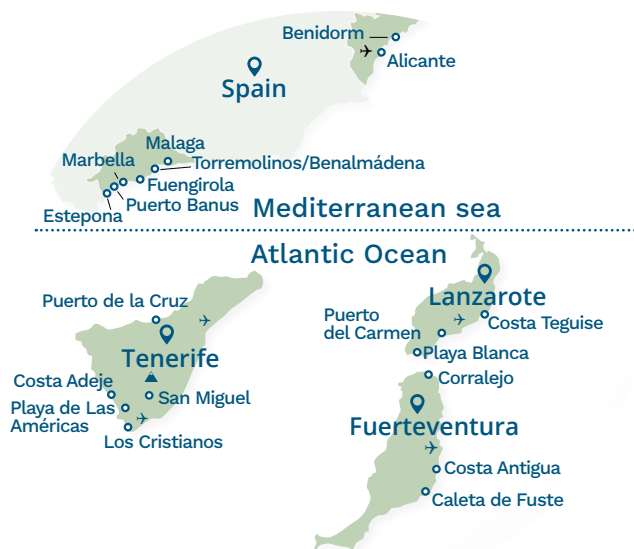 Benidorm
Alicante
Spain
Malaga
Marbella
Torremolinos/Benalmádena
Fuengirola
Puerto Banus
Estepona
Mediterranean sea
Atlantic Ocean
Puerto de la Cruz
Tenerife
Costa Adeje
San Miguel
Playa de Las
Américas
Los Cristianos
Lanzarote
Puerto
del Carmen
Costa Teguise
Playa Blanca
Corralejo
Fuerteventura
Costa Antigua
Caleta de Fuste